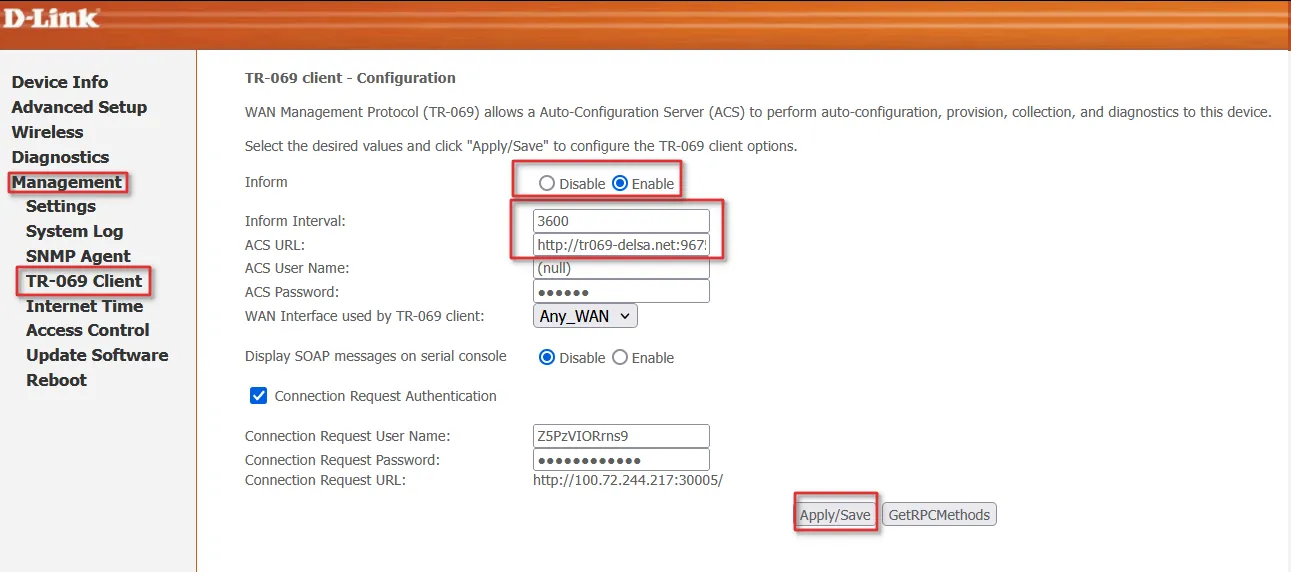 D-Link
Device Info
Advanced Setup
Wireless
Diagnostics
Management
Settings
System Log
SNMP Agent
TR-069 Client
Internet Time
Access Control
Update Software
Reboot
TR-069 client - Configuration
WAN Management Protocol (TR-069) allows a Auto-Configuration Server (ACS) to perform auto-configuration, provision, collection, and diagnostics to this device.
Select the desired values and click "Apply/Save" to configure the TR-069 client options.
Inform Disable Enable
Inform Interval: 3600
ACS URL: http://tr069-delsa.net:967
ACS User Name: (null)
ACS Password: ●●●●●●
WAN Interface used by TR-069 client: Any_WAN
Display SOAP messages on serial console Disable Enable
Connection Request Authentication
Connection Request User Name: Z5PzVIORrns9
Connection Request Password: ●●●●●●●●●●●●
Connection Request URL: http://100.72.244.217:30005/
Apply/Save GetRPCMethods